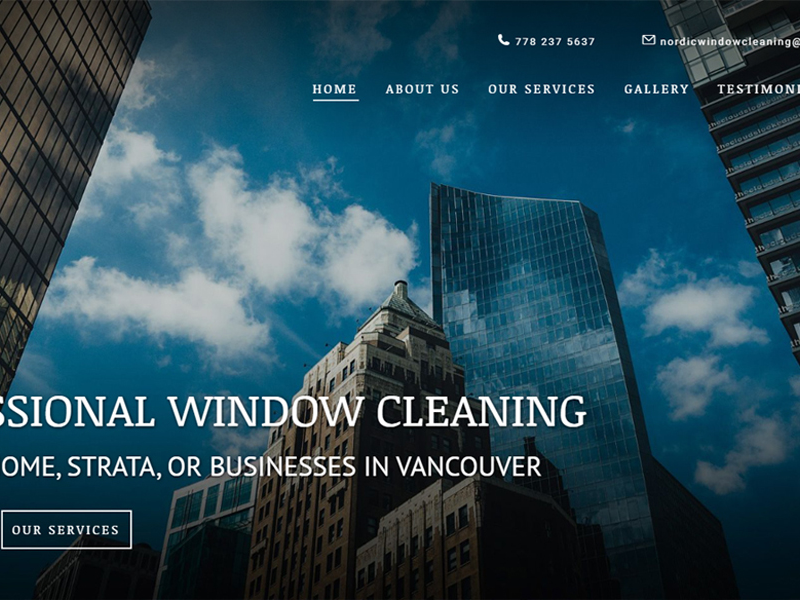 778 237 5637 nordicwindowcleaning@
HOME ABOUT US OUR SERVICES GALLERY TESTIMONI
SSIONAL WINDOW CLEANING
OME, STRATA, OR BUSINESSES IN VANCOUVER
OUR SERVICES